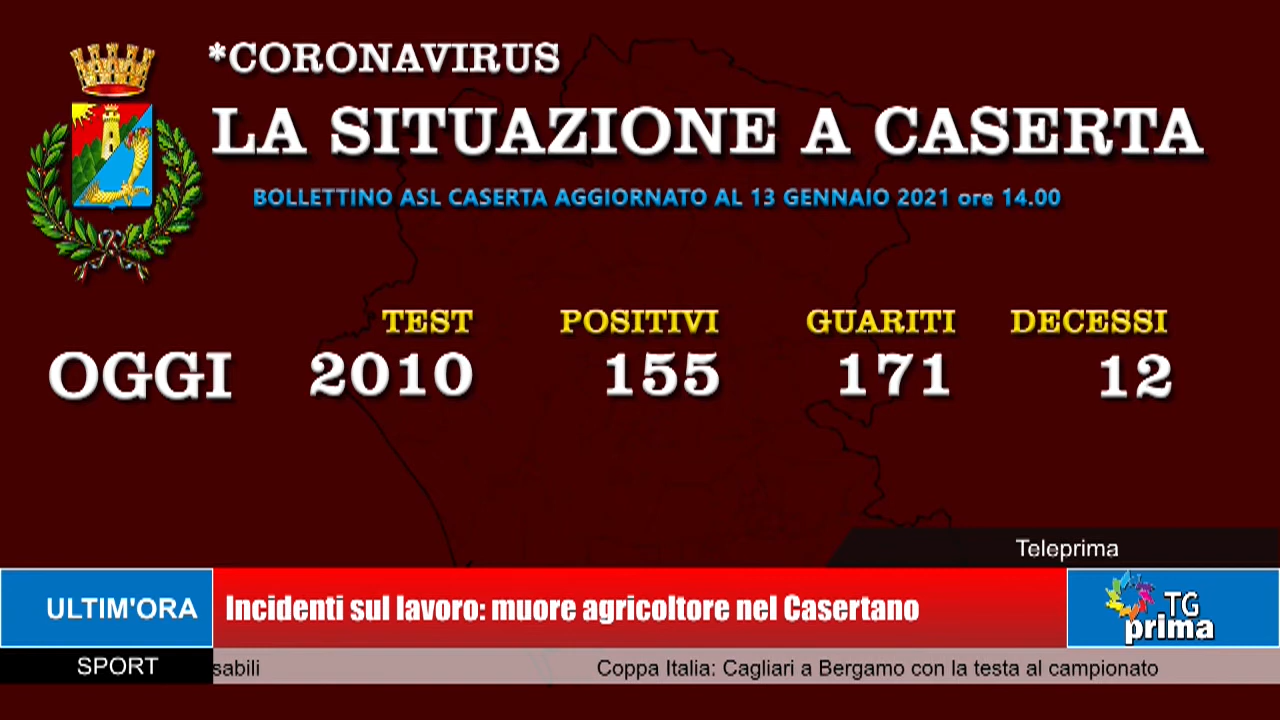 *CORONAVIRUS
LA SITUAZIONE A CASERTA
BOLLETTINO ASL CASERTA AGGIORNATO AL 13 GENNAIO 2021 ore 14.00
TEST POSITIVI GUARITI DECESSI
OGGI 2010 155 171 12
Teleprima
ULTIM'ORA Incidenti sul lavoro: muore agricoltore nel Casertano
TG
prima
SPORT sabili Coppa Italia: Cagliari a Bergamo con la testa al campionato